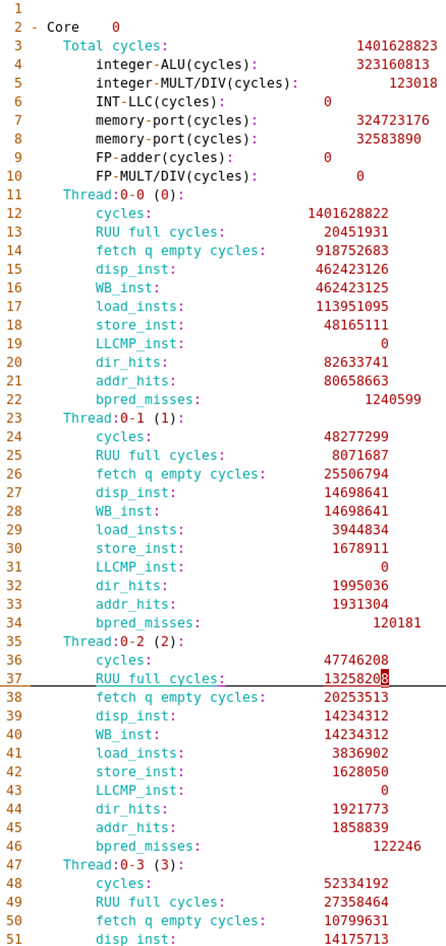 1
2 - Core    0
3     Total cycles:                       1401628823
4         integer-ALU(cycles):            323160813
5         integer-MULT/DIV(cycles):           123018
6         INT-LLC(cycles):            0
7         memory-port(cycles):            324723176
8         memory-port(cycles):            32583890
9         FP-adder(cycles):           0
10         FP-MULT/DIV(cycles):            0
11     Thread:0-0 (0):
12         cycles:                   1401628822
13         RUU full cycles:            20451931
14         fetch q empty cycles:      918752683
15         disp_inst:                 462423126
16         WB_inst:                   462423125
17         load_insts:                113951095
18         store_inst:                 48165111
19         LLCMP_inst:                        0
20         dir_hits:                   82633741
21         addr_hits:                  80658663
22         bpred_misses:                    1240599
23     Thread:0-1 (1):
24         cycles:                     48277299
25         RUU full cycles:             8071687
26         fetch q empty cycles:       25506794
27         disp_inst:                  14698641
28         WB_inst:                    14698641
29         load_insts:                  3944834
30         store_inst:                  1678911
31         LLCMP_inst:                        0
32         dir_hits:                    1995036
33         addr_hits:                   1931304
34         bpred_misses:                     120181
35     Thread:0-2 (2):
36         cycles:                     47746208
37         RUU full cycles:            13258208
38         fetch q empty cycles:       20253513
39         disp_inst:                  14234312
40         WB_inst:                    14234312
41         load_insts:                  3836902
42         store_inst:                  1628050
43         LLCMP_inst:                        0
44         dir_hits:                    1921773
45         addr_hits:                   1858839
46         bpred_misses:                     122246
47     Thread:0-3 (3):
48         cycles:                     52334192
49         RUU full cycles:            27358464
50         fetch q empty cycles:       10799631
51         disp_inst:                  14175713